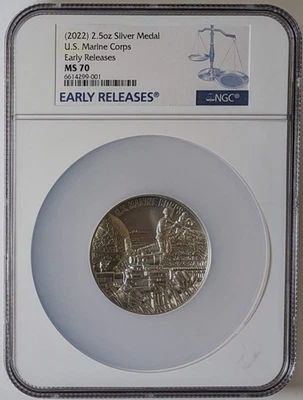 (2022) 2.5oz Silver Medal
U.S. Marine Corps
Early Releases
MS 70
6614299-001
EARLY RELEASES®
NGC®
U.S. MARINE CORPS